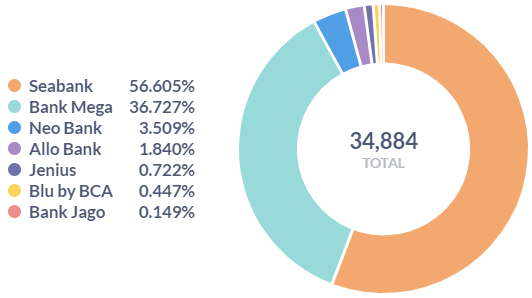 Seabank 56.605%
Bank Mega 36.727%
Neo Bank 3.509%
Allo Bank 1.840%
Jenius 0.722%
Blu by BCA 0.447%
Bank Jago 0.149%
34,884
TOTAL